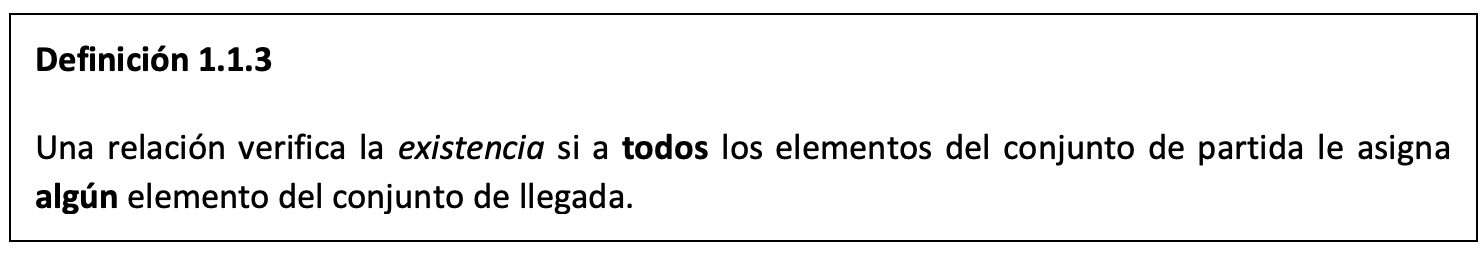 Definición 1.1.3
Una relación verifica la existencia si a todos los elementos del conjunto de partida le asigna
algún elemento del conjunto de llegada.